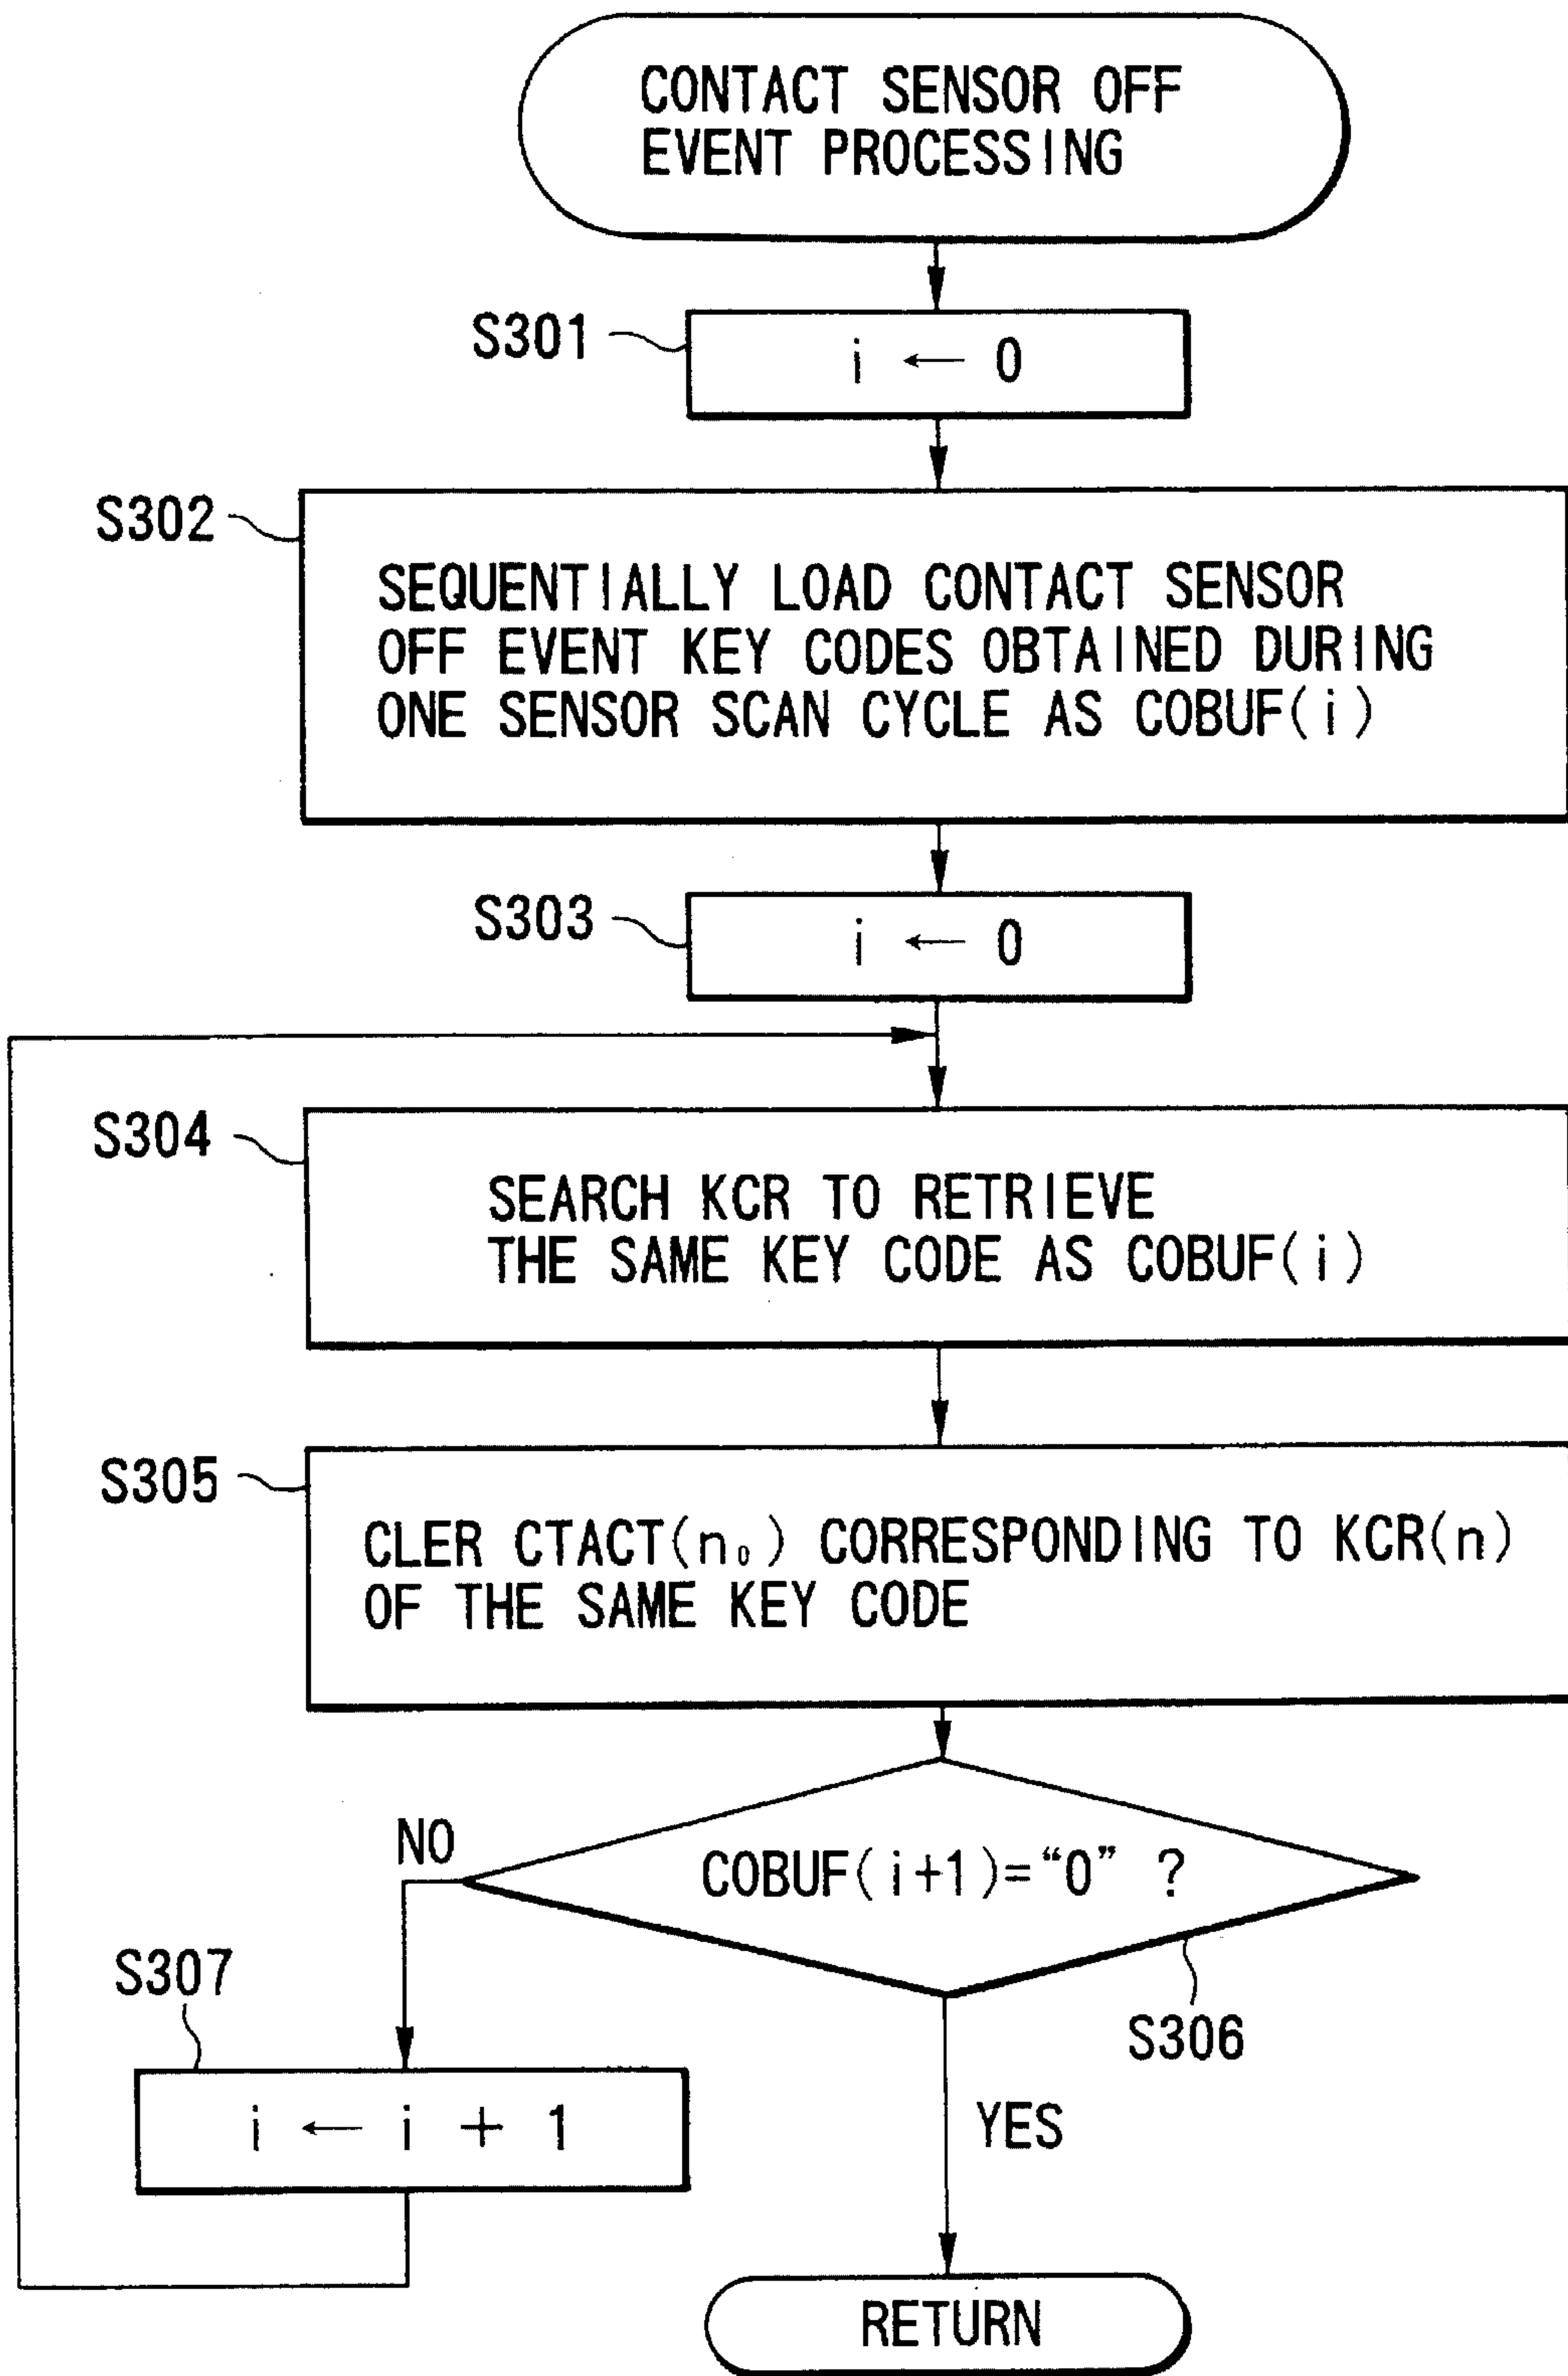 CONTACT SENSOR OFF
EVENT PROCESSING
S301
i ← 0
S302
SEQUENTIALLY LOAD CONTACT SENSOR
OFF EVENT KEY CODES OBTAINED DURING
ONE SENSOR SCAN CYCLE AS COBUF(i)
S303
i ← 0
S304
SEARCH KCR TO RETRIEVE
THE SAME KEY CODE AS COBUF(i)
S305
CLER CTACT(n₀) CORRESPONDING TO KCR(n)
OF THE SAME KEY CODE
NO
COBUF(i+1)=“0” ?
S307
S306
i ← i + 1
YES
RETURN